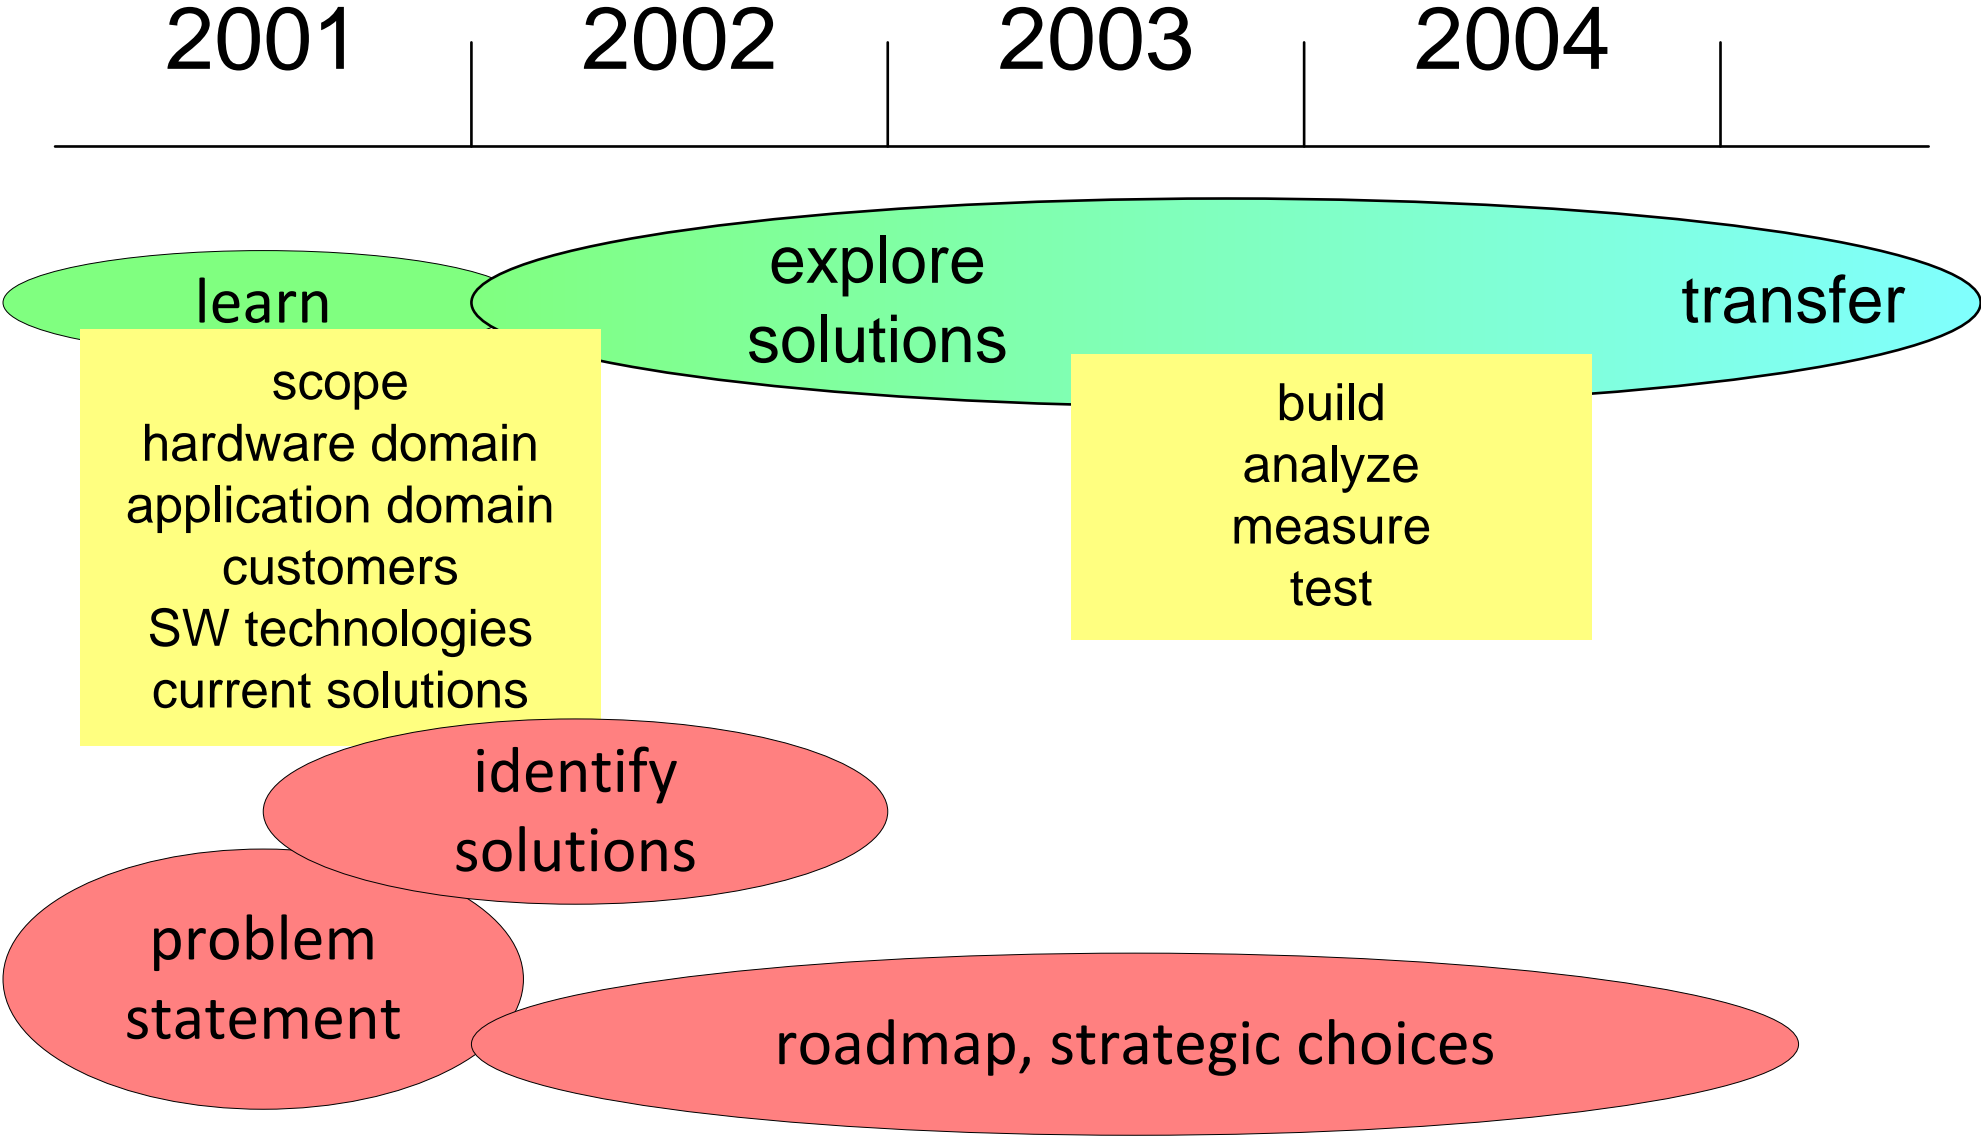 2001 2002 2003 2004
learn
explore
solutions
transfer
scope
hardware domain
application domain
customers
SW technologies
current solutions
build
analyze
measure
test
identify
solutions
problem
statement
roadmap, strategic choices